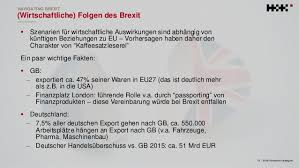 NAVIGATING BREXIT
(Wirtschaftliche) Folgen des Brexit
HKK
Szenarien für wirtschaftliche Auswirkungen sind abhängig von
künftigen Beziehungen zu EU – Vorhersagen haben daher den
Charakter von "Kaffeesatzleserei"
Ein paar wichtige Fakten:
GB:
– exportiert ca. 47% seiner Waren in EU27 (das ist deutlich mehr
als z.B. in die USA)
– Finanzplatz London: führende Rolle v.a. durch "passporting" von
Finanzprodukten – diese Vereinbarung würde bei Brexit entfallen
Deutschland:
– 7,5% aller deutschen Exporte gehen nach GB, ca. 550.000
Arbeitsplätze hängen an Export nach GB (v.a. Fahrzeuge,
Pharma, Maschinenbau)
– Deutscher Handelsüberschuss vs. GB 2015: ca. 51 Mrd EUR